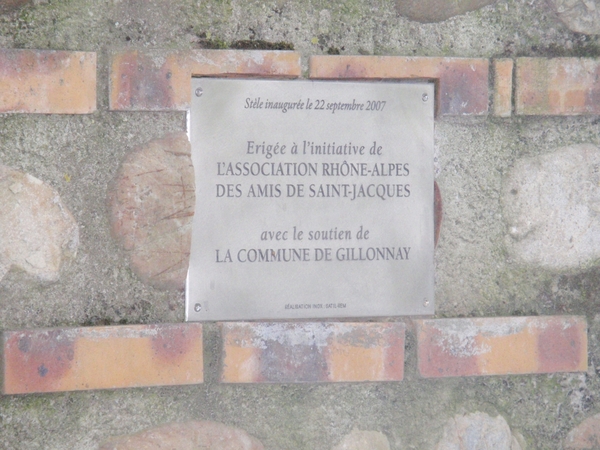 Stèle inaugurée le 22 septembre 2007
Erigée à l'initiative de
L'ASSOCIATION RHÔNE-ALPES
DES AMIS DE SAINT-JACQUES
avec le soutien de
LA COMMUNE DE GILLONNAY
RÉALISATION